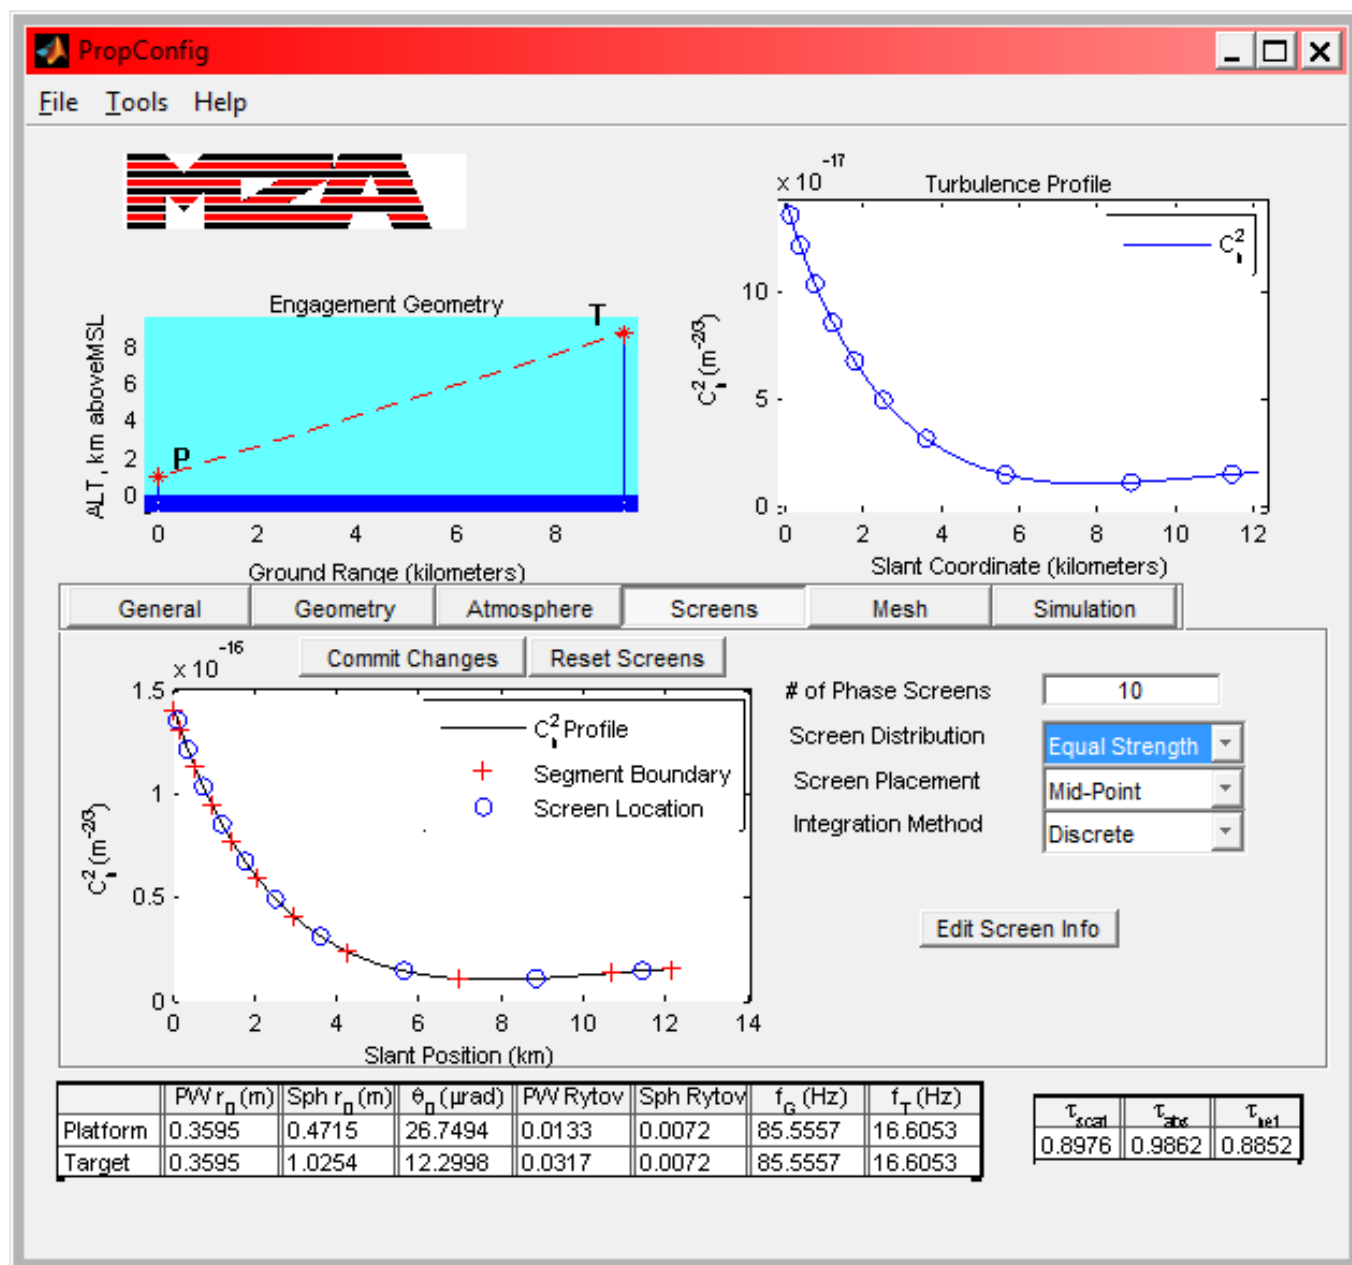 PropConfig
File Tools Help
MZA
x 10^-17
Turbulence Profile
C_n^2
10
5
0
C_n^2 (m^-2/3)
0 2 4 6 8 10 12
Slant Coordinate (kilometers)
Engagement Geometry
T
P
8
6
4
2
0
ALT, km aboveMSL
0 2 4 6 8
Ground Range (kilometers)
General Geometry Atmosphere Screens Mesh Simulation
Commit Changes Reset Screens
x 10^-16
1.5
1
0.5
0
C_n^2 (m^-2/3)
C_n^2 Profile
Segment Boundary
Screen Location
0 2 4 6 8 10 12 14
Slant Position (km)
# of Phase Screens 10
Screen Distribution Equal Strength
Screen Placement Mid-Point
Integration Method Discrete
Edit Screen Info
PW r_0 (m) Sph r_0 (m) θ_0 (µrad) PW Rytov Sph Rytov f_G (Hz) f_T (Hz)
Platform 0.3595 0.4715 26.7494 0.0133 0.0072 85.5557 16.6053
Target 0.3595 1.0254 12.2998 0.0317 0.0072 85.5557 16.6053
τ_scat τ_abs τ_net
0.8976 0.9862 0.8852